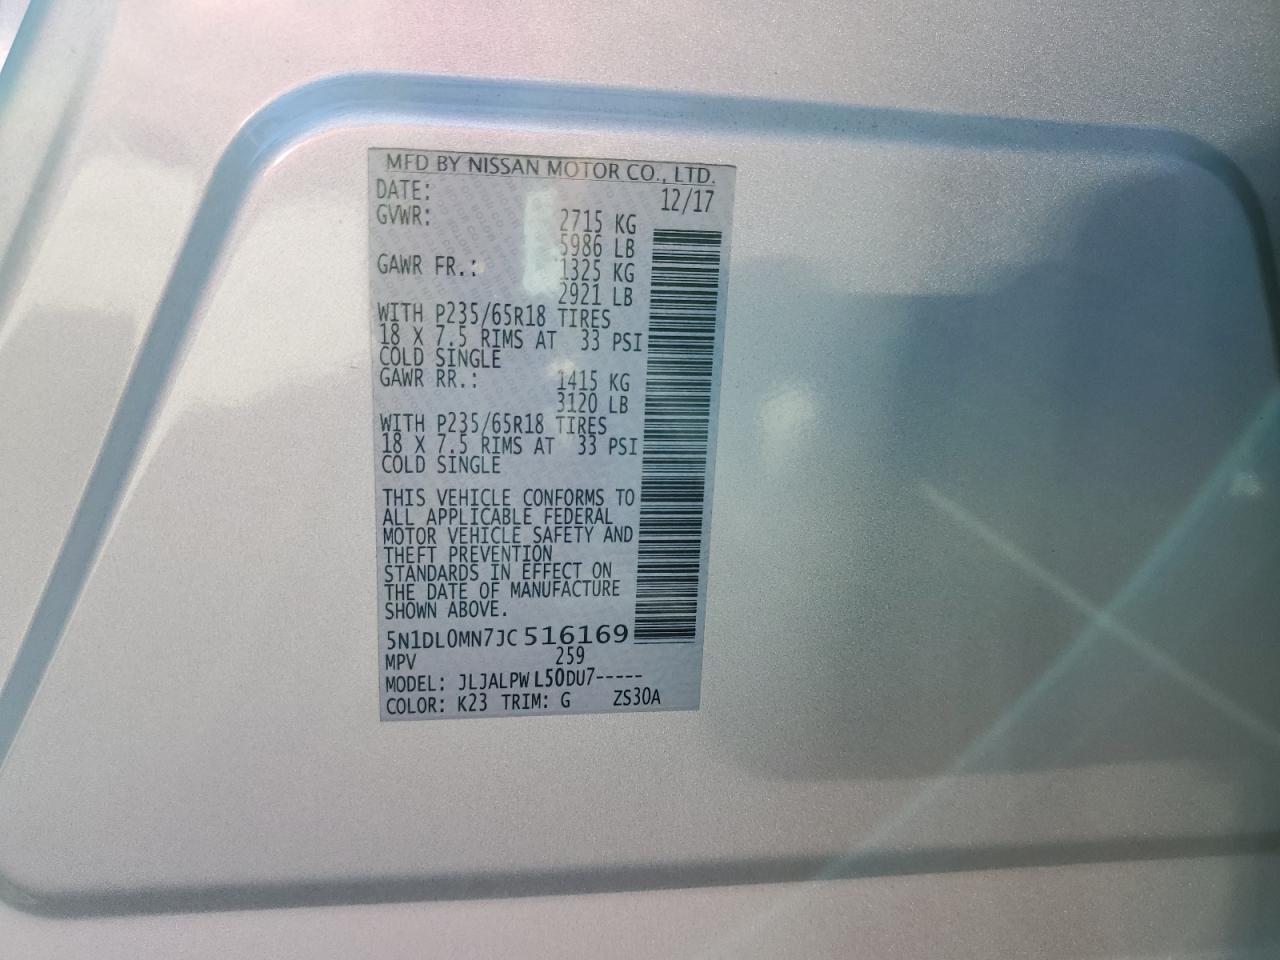 MFD BY NISSAN MOTOR CO., LTD.
DATE: 12/17
GVWR: 2715 KG
5986 LB
GAWR FR.: 1325 KG
2921 LB
WITH P235/65R18 TIRES
18 X 7.5 RIMS AT 33 PSI
COLD SINGLE
GAWR RR.: 1415 KG
3120 LB
WITH P235/65R18 TIRES
18 X 7.5 RIMS AT 33 PSI
COLD SINGLE
THIS VEHICLE CONFORMS TO
ALL APPLICABLE FEDERAL
MOTOR VEHICLE SAFETY AND
THEFT PREVENTION
STANDARDS IN EFFECT ON
THE DATE OF MANUFACTURE
SHOWN ABOVE.
5N1DL0MN7JC 516169
MPV 259
MODEL: JLJALPW L50DU7-----
COLOR: K23 TRIM: G ZS30A